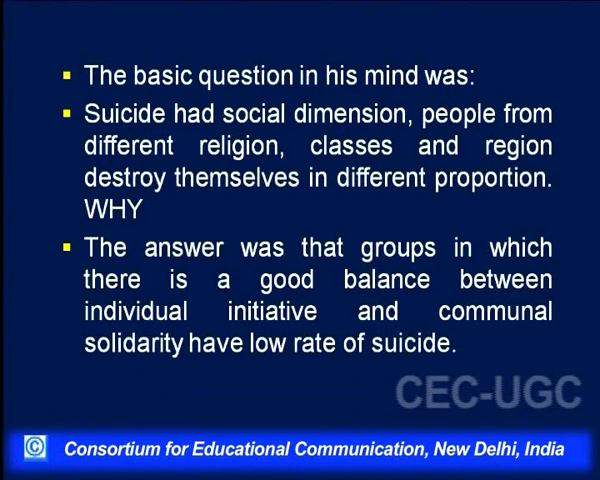 The basic question in his mind was:
Suicide had social dimension, people from
different religion, classes and region
destroy themselves in different proportion.
WHY
The answer was that groups in which
there is a good balance between
individual initiative and communal
solidarity have low rate of suicide.
CEC-UGC
© Consortium for Educational Communication, New Delhi, India